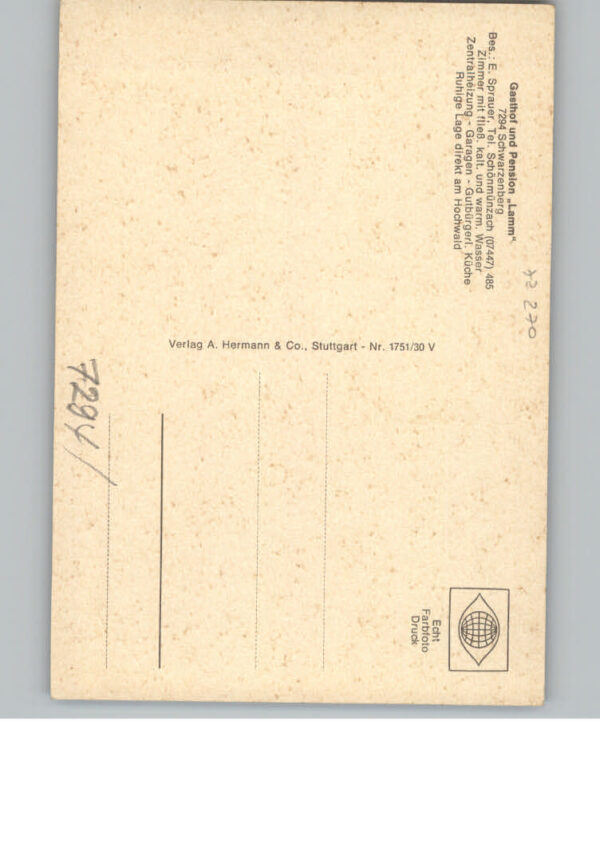 Gasthof und Pension „Lamm“
7294 Schwarzenberg
Bes.: E. Sprauer, Tel. Schönmünzach (07447) 485
Zimmer mit fließ. kalt. und warm. Wasser
Zentralheizung - Garagen - Gutbürgerl. Küche
Ruhige Lage direkt am Hochwald
Verlag A. Hermann & Co., Stuttgart - Nr. 1751/30 V
Echt
Farbfoto
Druck
7294/
270